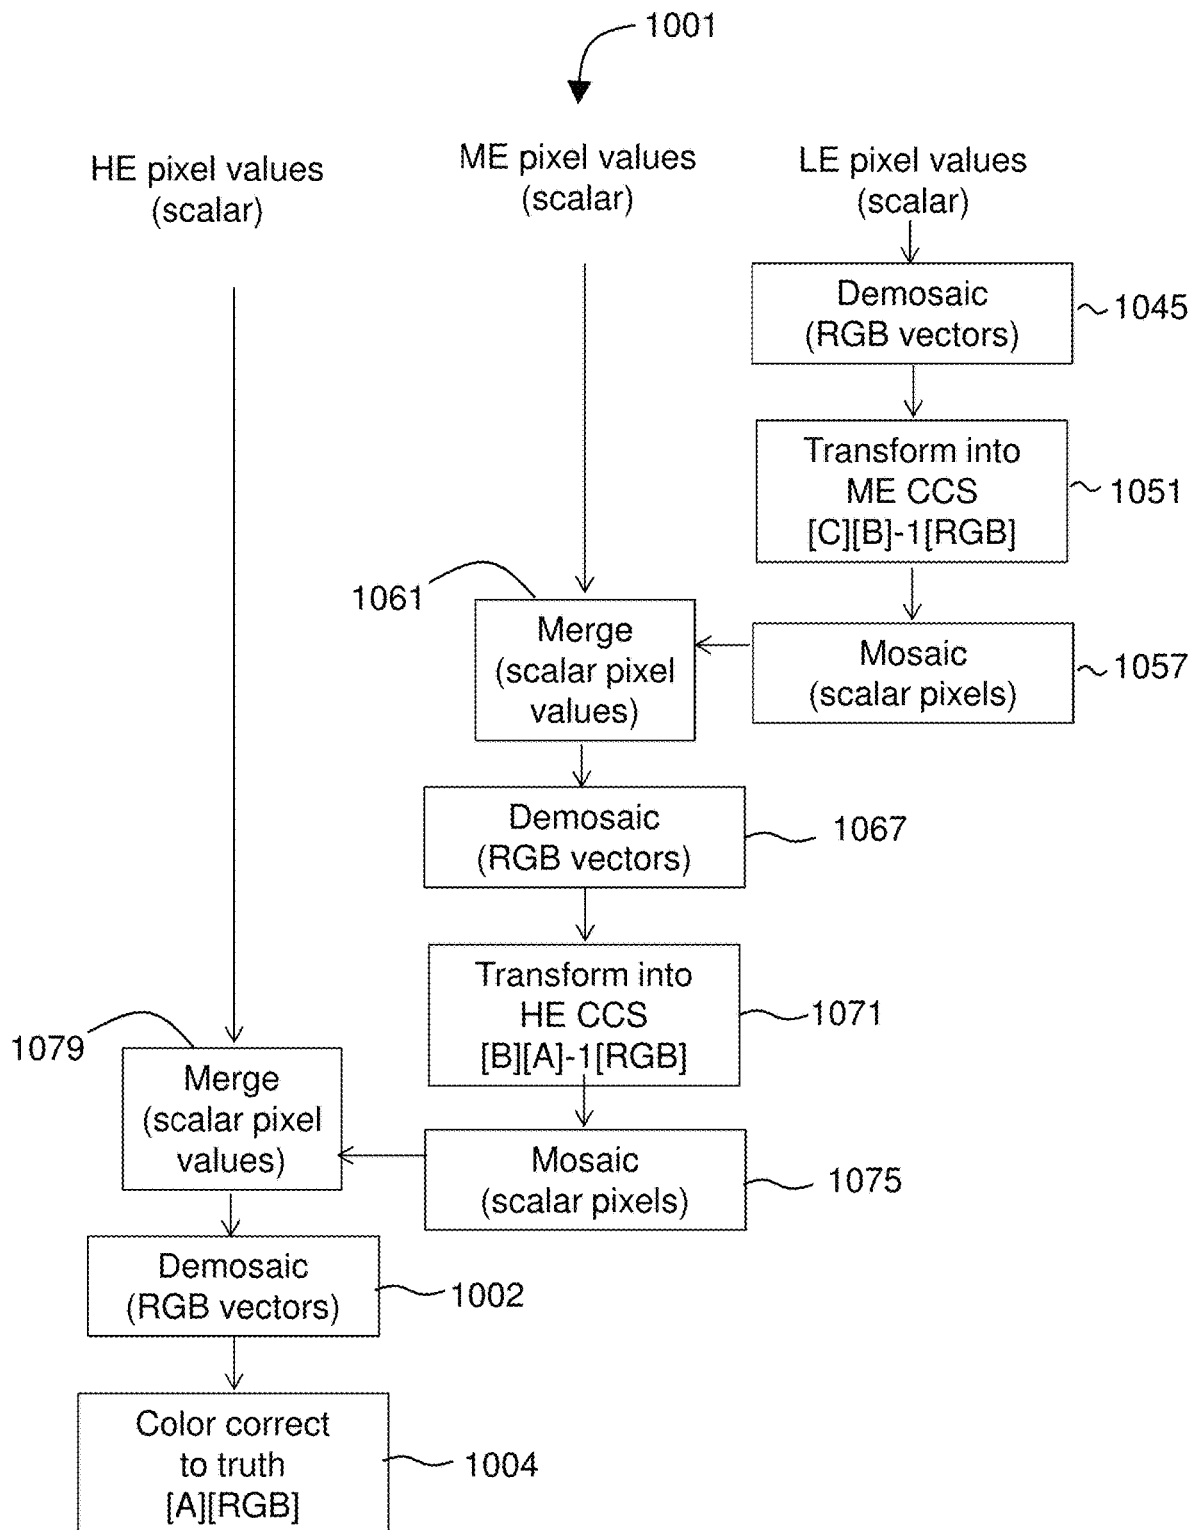 1001
HE pixel values
(scalar)
ME pixel values
(scalar)
LE pixel values
(scalar)
Demosaic
(RGB vectors)
1045
Transform into
ME CCS
[C][B]-1[RGB]
1051
1061
Merge
(scalar pixel
values)
Mosaic
(scalar pixels)
1057
Demosaic
(RGB vectors)
1067
Transform into
HE CCS
[B][A]-1[RGB]
1071
1079
Merge
(scalar pixel
values)
Mosaic
(scalar pixels)
1075
Demosaic
(RGB vectors)
1002
Color correct
to truth
[A][RGB]
1004